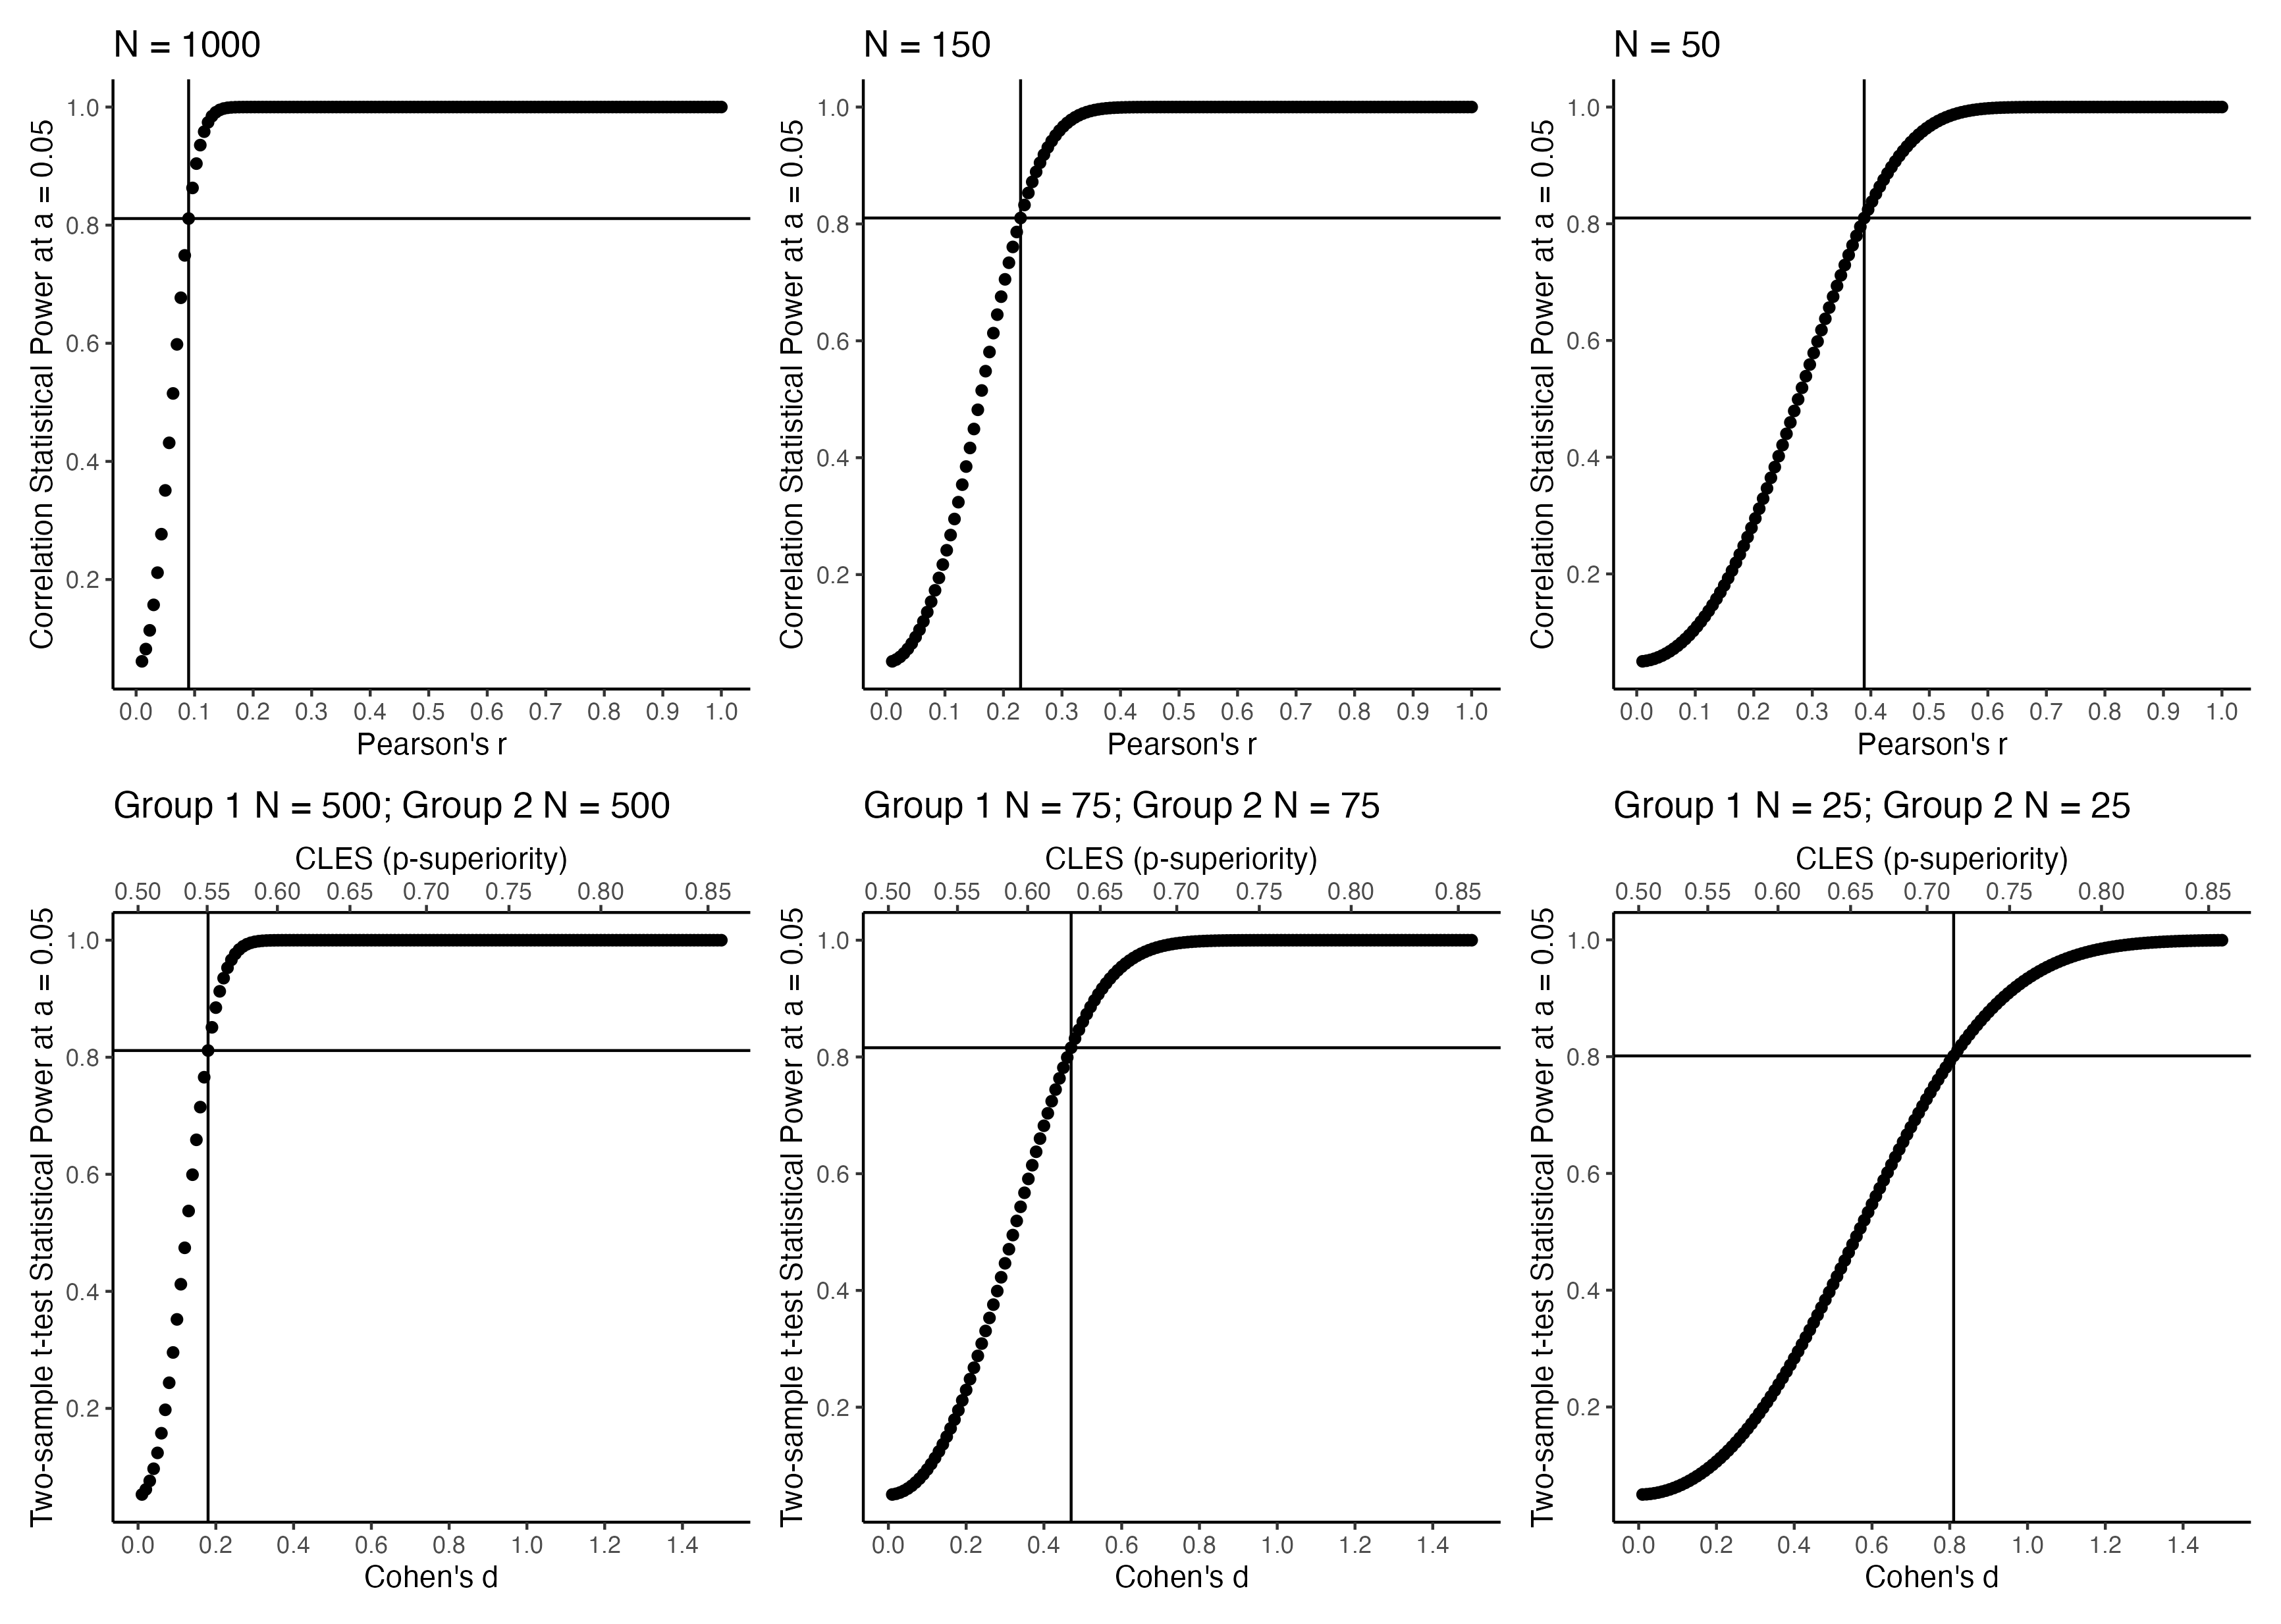 N = 1000
Correlation Statistical Power at a = 0.05
1.0
0.8
0.6
0.4
0.2
0.0 0.1 0.2 0.3 0.4 0.5 0.6 0.7 0.8 0.9 1.0
Pearson's r
N = 150
Correlation Statistical Power at a = 0.05
1.0
0.8
0.6
0.4
0.2
0.0 0.1 0.2 0.3 0.4 0.5 0.6 0.7 0.8 0.9 1.0
Pearson's r
N = 50
Correlation Statistical Power at a = 0.05
1.0
0.8
0.6
0.4
0.2
0.0 0.1 0.2 0.3 0.4 0.5 0.6 0.7 0.8 0.9 1.0
Pearson's r
Group 1 N = 500; Group 2 N = 500
CLES (p-superiority)
0.50 0.55 0.60 0.65 0.70 0.75 0.80 0.85
Two-sample t-test Statistical Power at a = 0.05
1.0
0.8
0.6
0.4
0.2
0.0 0.2 0.4 0.6 0.8 1.0 1.2 1.4
Cohen's d
Group 1 N = 75; Group 2 N = 75
CLES (p-superiority)
0.50 0.55 0.60 0.65 0.70 0.75 0.80 0.85
Two-sample t-test Statistical Power at a = 0.05
1.0
0.8
0.6
0.4
0.2
0.0 0.2 0.4 0.6 0.8 1.0 1.2 1.4
Cohen's d
Group 1 N = 25; Group 2 N = 25
CLES (p-superiority)
0.50 0.55 0.60 0.65 0.70 0.75 0.80 0.85
Two-sample t-test Statistical Power at a = 0.05
1.0
0.8
0.6
0.4
0.2
0.0 0.2 0.4 0.6 0.8 1.0 1.2 1.4
Cohen's d